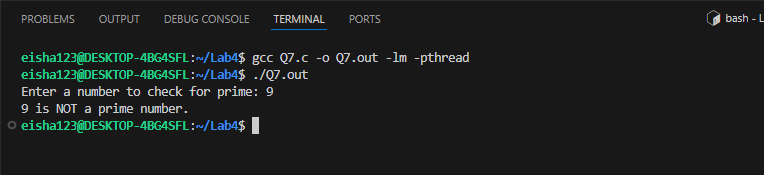 PROBLEMS OUTPUT DEBUG CONSOLE TERMINAL PORTS bash - L
eisha123@DESKTOP-4BG4SFL:~/Lab4$ gcc Q7.c -o Q7.out -lm -pthread
eisha123@DESKTOP-4BG4SFL:~/Lab4$ ./Q7.out
Enter a number to check for prime: 9
9 is NOT a prime number.
eisha123@DESKTOP-4BG4SFL:~/Lab4$